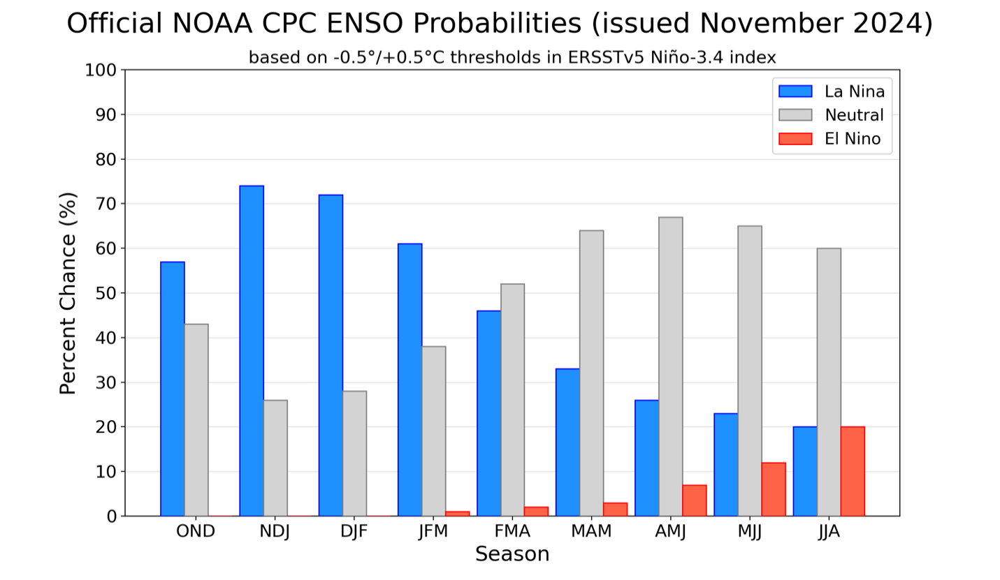 Official NOAA CPC ENSO Probabilities (issued November 2024)
based on -0.5°/+0.5°C thresholds in ERSSTv5 Niño-3.4 index
La Nina
Neutral
El Nino
Percent Chance (%)
100
90
80
70
60
50
40
30
20
10
0
OND NDJ DJF JFM FMA MAM AMJ MJJ JJA
Season